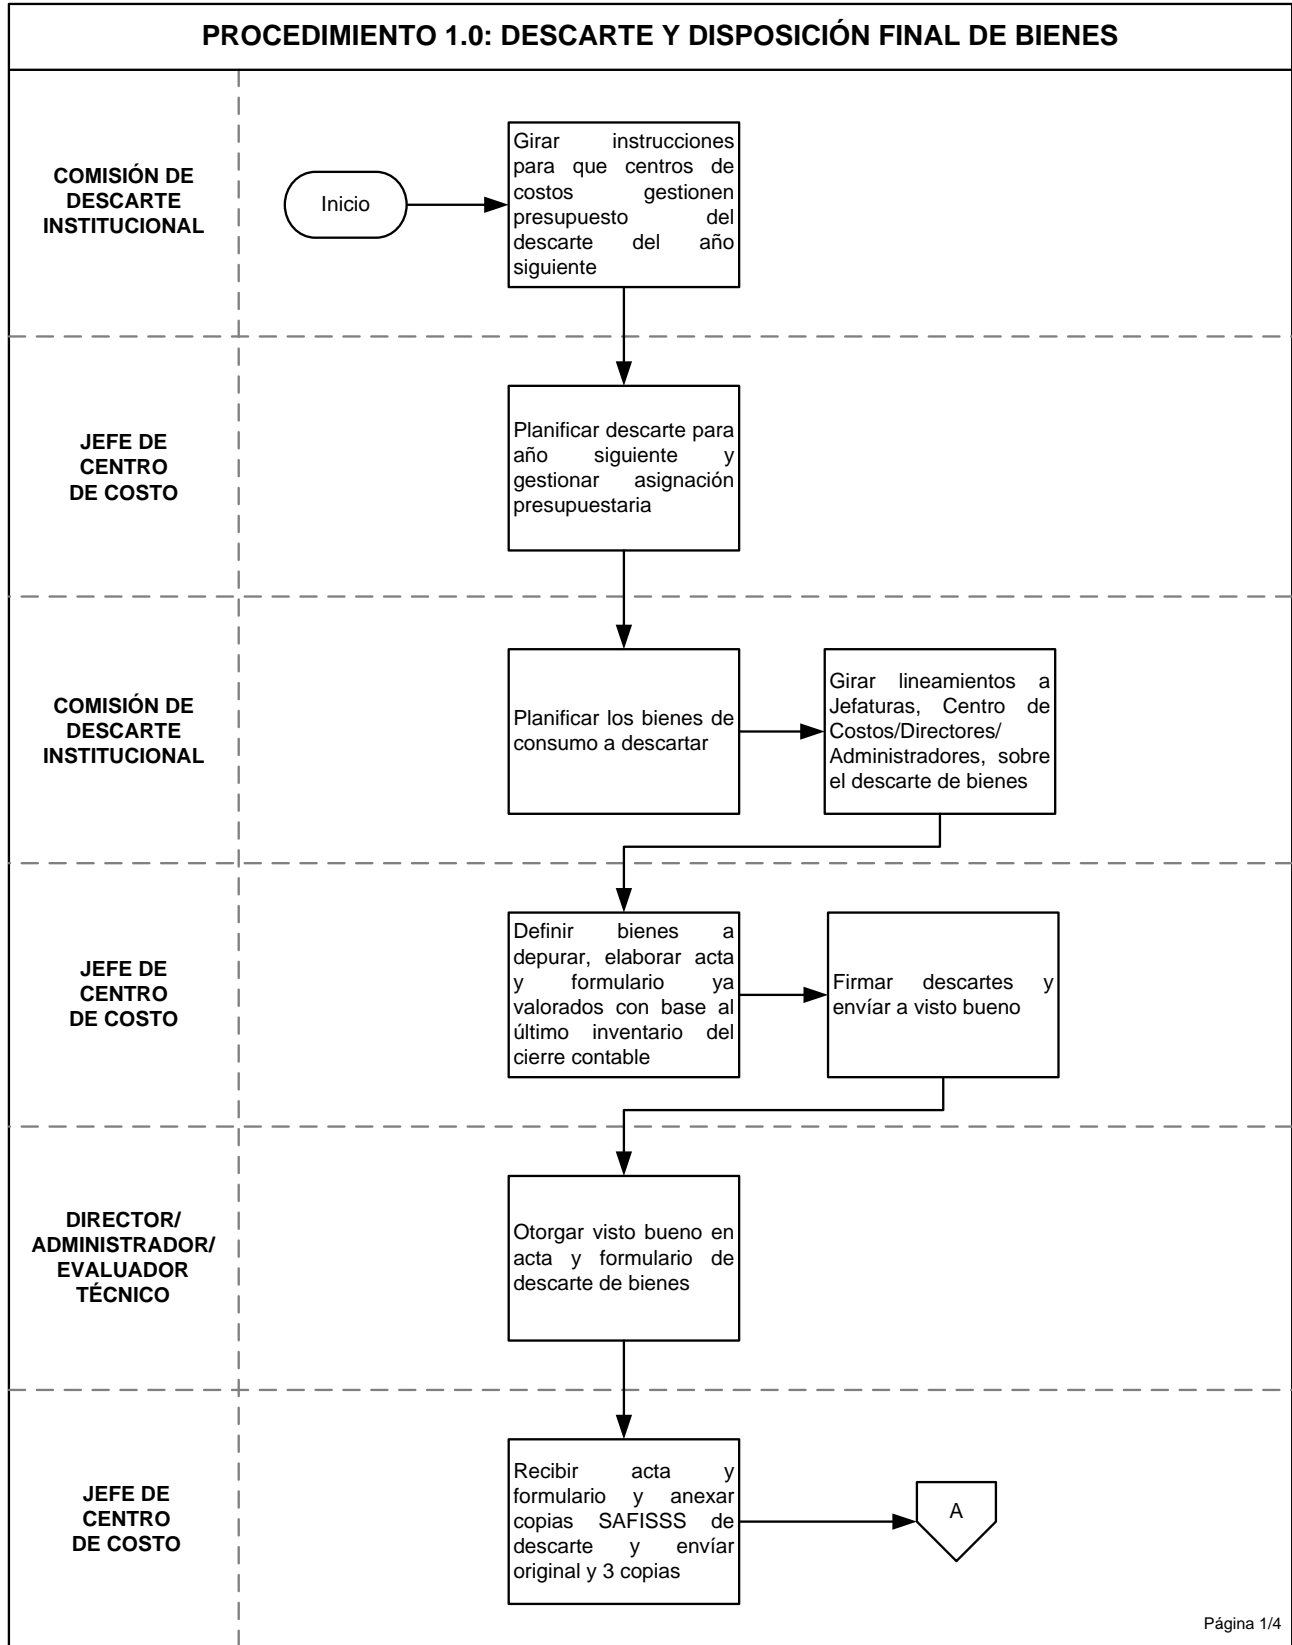 PROCEDIMIENTO 1.0: DESCARTE Y DISPOSICIÓN FINAL DE BIENES
COMISIÓN DE
DESCARTE
INSTITUCIONAL
Inicio
Girar instrucciones
para que centros de
costos gestionen
presupuesto del
descarte del año
siguiente
JEFE DE
CENTRO
DE COSTO
Planificar descarte para
año siguiente y
gestionar asignación
presupuestaria
COMISIÓN DE
DESCARTE
INSTITUCIONAL
Planificar los bienes de
consumo a descartar
Girar lineamientos a
Jefaturas, Centro de
Costos/Directores/
Administradores, sobre
el descarte de bienes
JEFE DE
CENTRO
DE COSTO
Definir bienes a
depurar, elaborar acta
y formulario ya
valorados con base al
último inventario del
cierre contable
Firmar descartes y
envíar a visto bueno
DIRECTOR/
ADMINISTRADOR/
EVALUADOR
TÉCNICO
Otorgar visto bueno en
acta y formulario de
descarte de bienes
JEFE DE
CENTRO
DE COSTO
Recibir acta y
formulario y anexar
copias SAFISSS de
descarte y envíar
original y 3 copias
A
Página 1/4